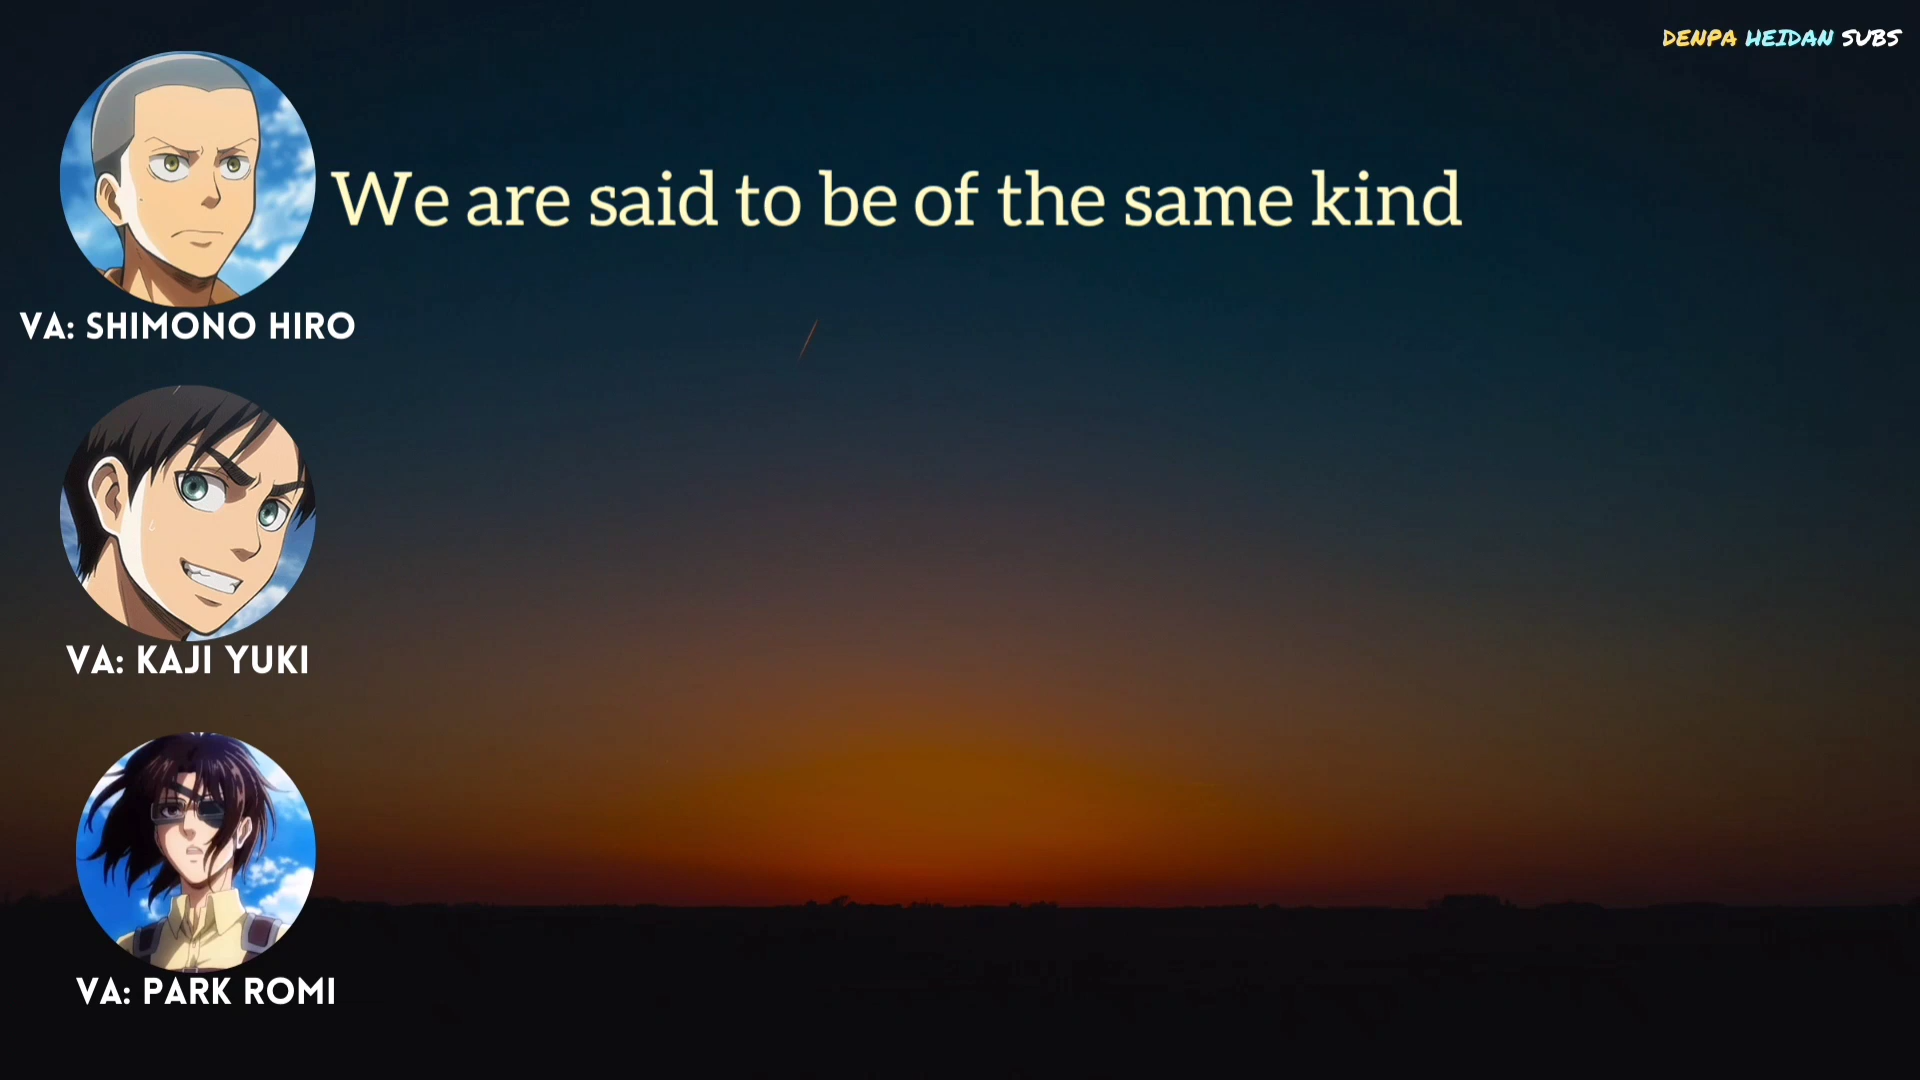 DENPA HEIDAN SUBS
We are said to be of the same kind
VA: SHIMONO HIRO
VA: KAJI YUKI
VA: PARK ROMI